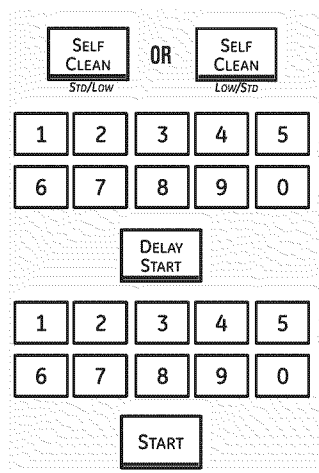 SELF CLEAN OR SELF CLEAN
STD/LOW LOW/STD
1 2 3 4 5
6 7 8 9 0
DELAY
START
1 2 3 4 5
6 7 8 9 0
START